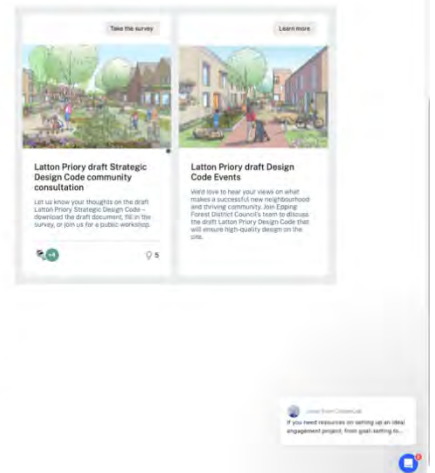 Take the survey
Latton Priory draft Strategic
Design Code community
consultation
Let us know your thoughts on the draft
Latton Priory Strategic Design Code –
download the draft document, fill in the
survey, or join us for a public workshop.
+4
5
Learn more
Latton Priory draft Design
Code Events
We'd love to hear your views on what
makes a successful new neighbourhood
and thriving community. Join Epping
Forest District Council's team to discuss
the draft Latton Priory Design Code that
will ensure high-quality design on the
site.
If you need resources on setting up an ideal
engagement project, from goal-setting to...